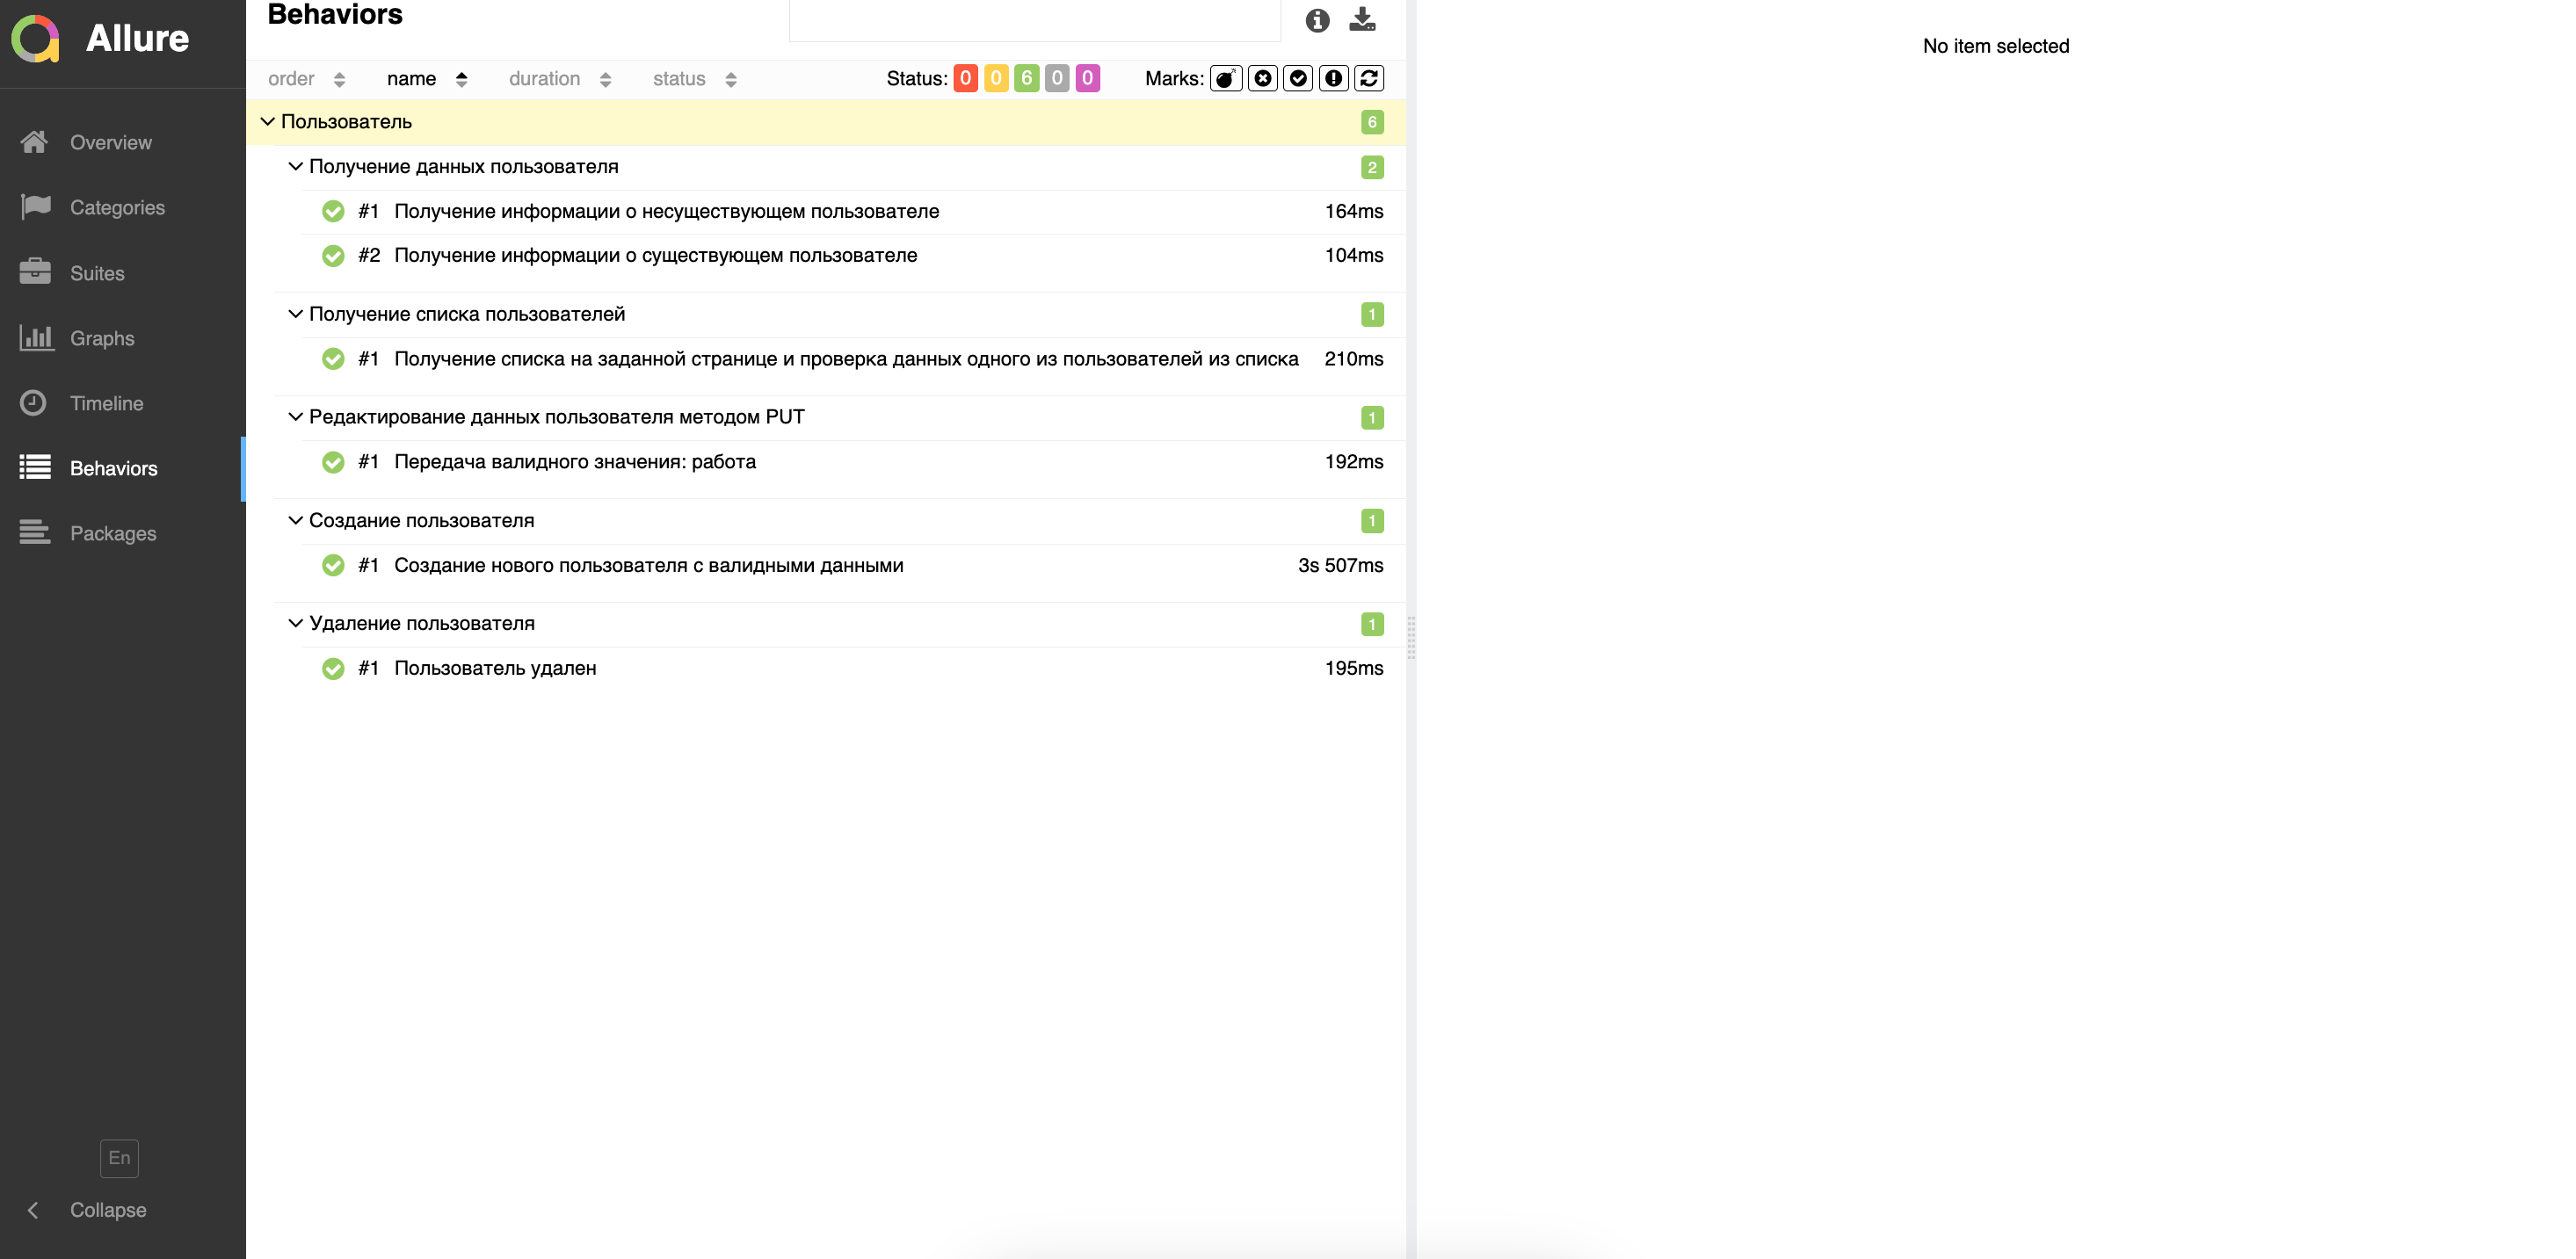 Allure
Overview
Categories
Suites
Graphs
Timeline
Behaviors
Packages
En
Collapse
Behaviors
order name duration status Status: 0 0 6 0 0 Marks:
Пользователь 6
Получение данных пользователя 2
#1 Получение информации о несуществующем пользователе 164ms
#2 Получение информации о существующем пользователе 104ms
Получение списка пользователей 1
#1 Получение списка на заданной странице и проверка данных одного из пользователей из списка 210ms
Редактирование данных пользователя методом PUT 1
#1 Передача валидного значения: работа 192ms
Создание пользователя 1
#1 Создание нового пользователя с валидными данными 3s 507ms
Удаление пользователя 1
#1 Пользователь удален 195ms
No item selected